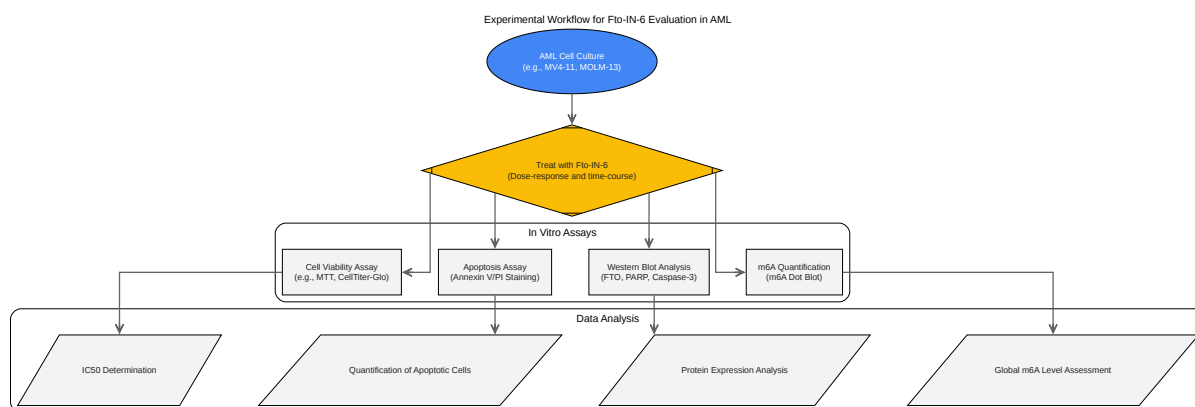 Experimental Workflow for Fto-IN-6 Evaluation in AML
AML Cell Culture
(e.g., MV4-11, MOLM-13)
Treat with Fto-IN-6
(Dose-response and time-course)
In Vitro Assays
Cell Viability Assay
(e.g., MTT, CellTiter-Glo)
Apoptosis Assay
(Annexin V/PI Staining)
Western Blot Analysis
(FTO, PARP, Caspase-3)
m6A Quantification
(m6A Dot Blot)
Data Analysis
IC50 Determination
Quantification of Apoptotic Cells
Protein Expression Analysis
Global m6A Level Assessment